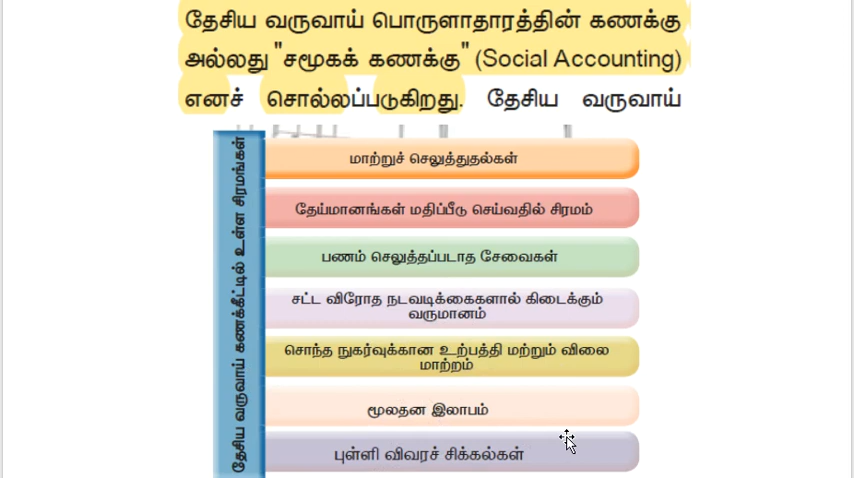 தேசிய வருவாய் பொருளாதாரத்தின் கணக்கு
அல்லது "சமூகக் கணக்கு" (Social Accounting)
எனச் சொல்லப்படுகிறது. தேசிய வருவாய்
தேசிய வருவாய் கணக்கீட்டில் உள்ள சிரமங்கள்
மாற்றுச் செலுத்துதல்கள்
தேய்மானங்கள் மதிப்பீடு செய்வதில் சிரமம்
பணம் செலுத்தப்படாத சேவைகள்
சட்ட விரோத நடவடிக்கைகளால் கிடைக்கும்
வருமானம்
சொந்த நுகர்வுக்கான உற்பத்தி மற்றும் விலை
மாற்றம்
மூலதன இலாபம்
புள்ளி விவரச் சிக்கல்கள்